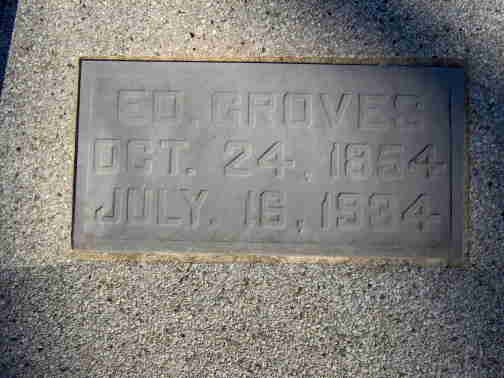 ED. GROVES
OCT. 24, 1854
JULY. 16, 1934